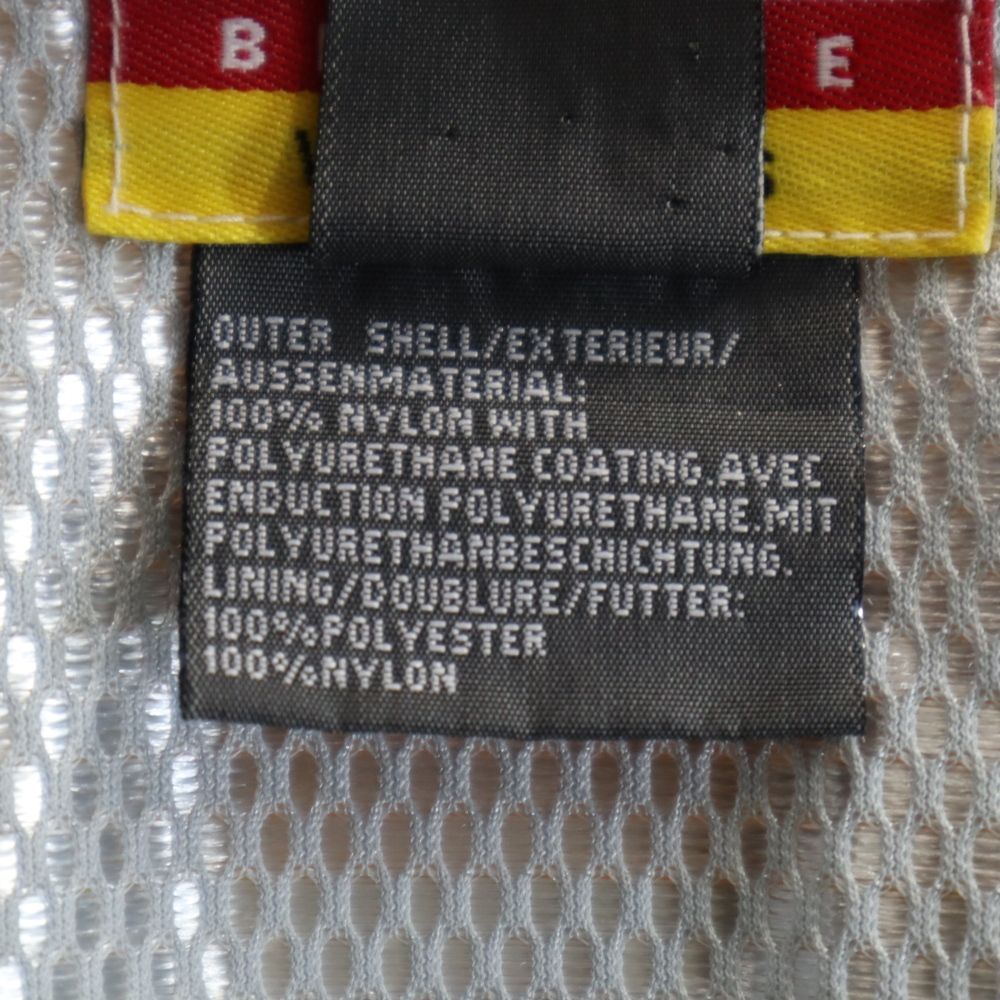 B E
OUTER SHELL/EXTERIEUR/
AUSSENMATERIAL:
100% NYLON WITH
POLYURETHANE COATING.AVEC
ENDUCTION POLYURETHANE.MIT
POLYURETHANBESCHICHTUNG.
LINING/DOUBLURE/FUTTER:
100%POLYESTER
100%NYLON